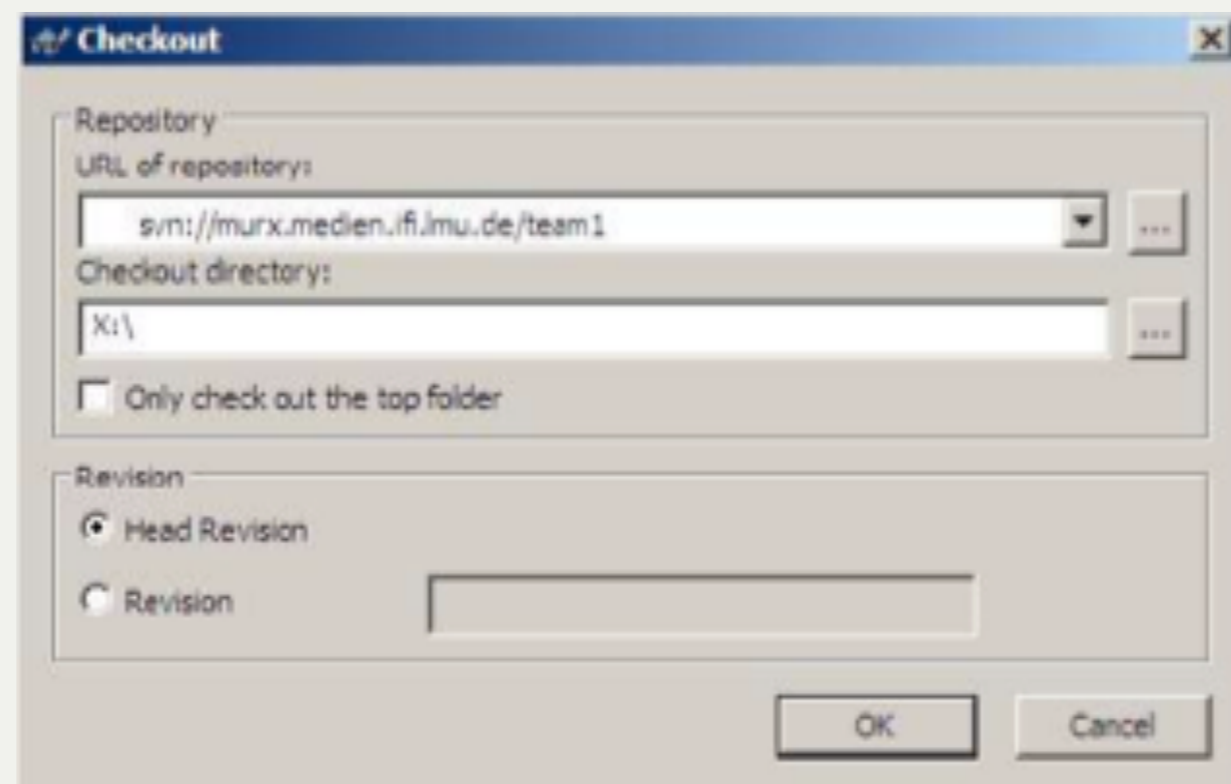 Checkout
Repository
URL of repository:
svn://murx.medien.ifi.lmu.de/team1
...
Checkout directory:
X:\
...
Only check out the top folder
Revision
Head Revision
Revision
OK
Cancel